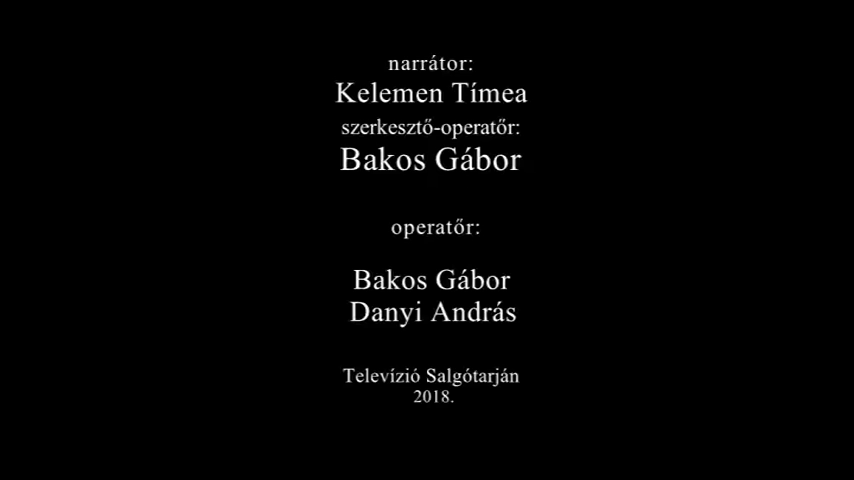 narrátor:
Kelemen Tímea
szerkesztő-operatőr:
Bakos Gábor
operatőr:
Bakos Gábor
Danyi András
Televízió Salgótarján
2018.